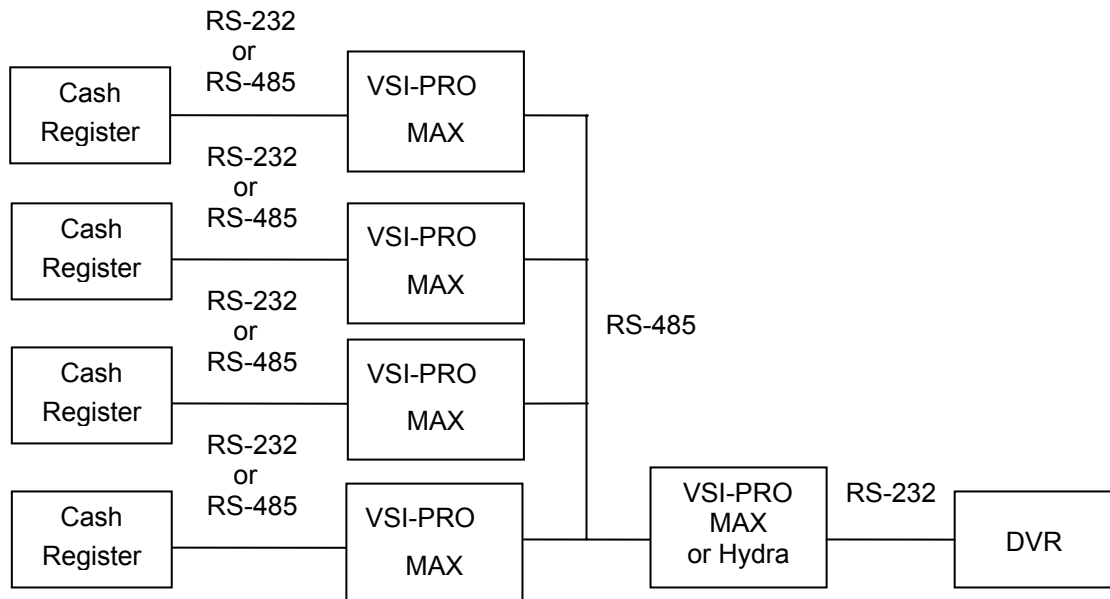 RS-232
or
RS-485
Cash
Register
VSI-PRO
MAX
RS-232
or
RS-485
Cash
Register
VSI-PRO
MAX
RS-232
or
RS-485
Cash
Register
VSI-PRO
MAX
RS-485
RS-232
or
RS-485
Cash
Register
VSI-PRO
MAX
VSI-PRO
MAX
or Hydra
RS-232
DVR